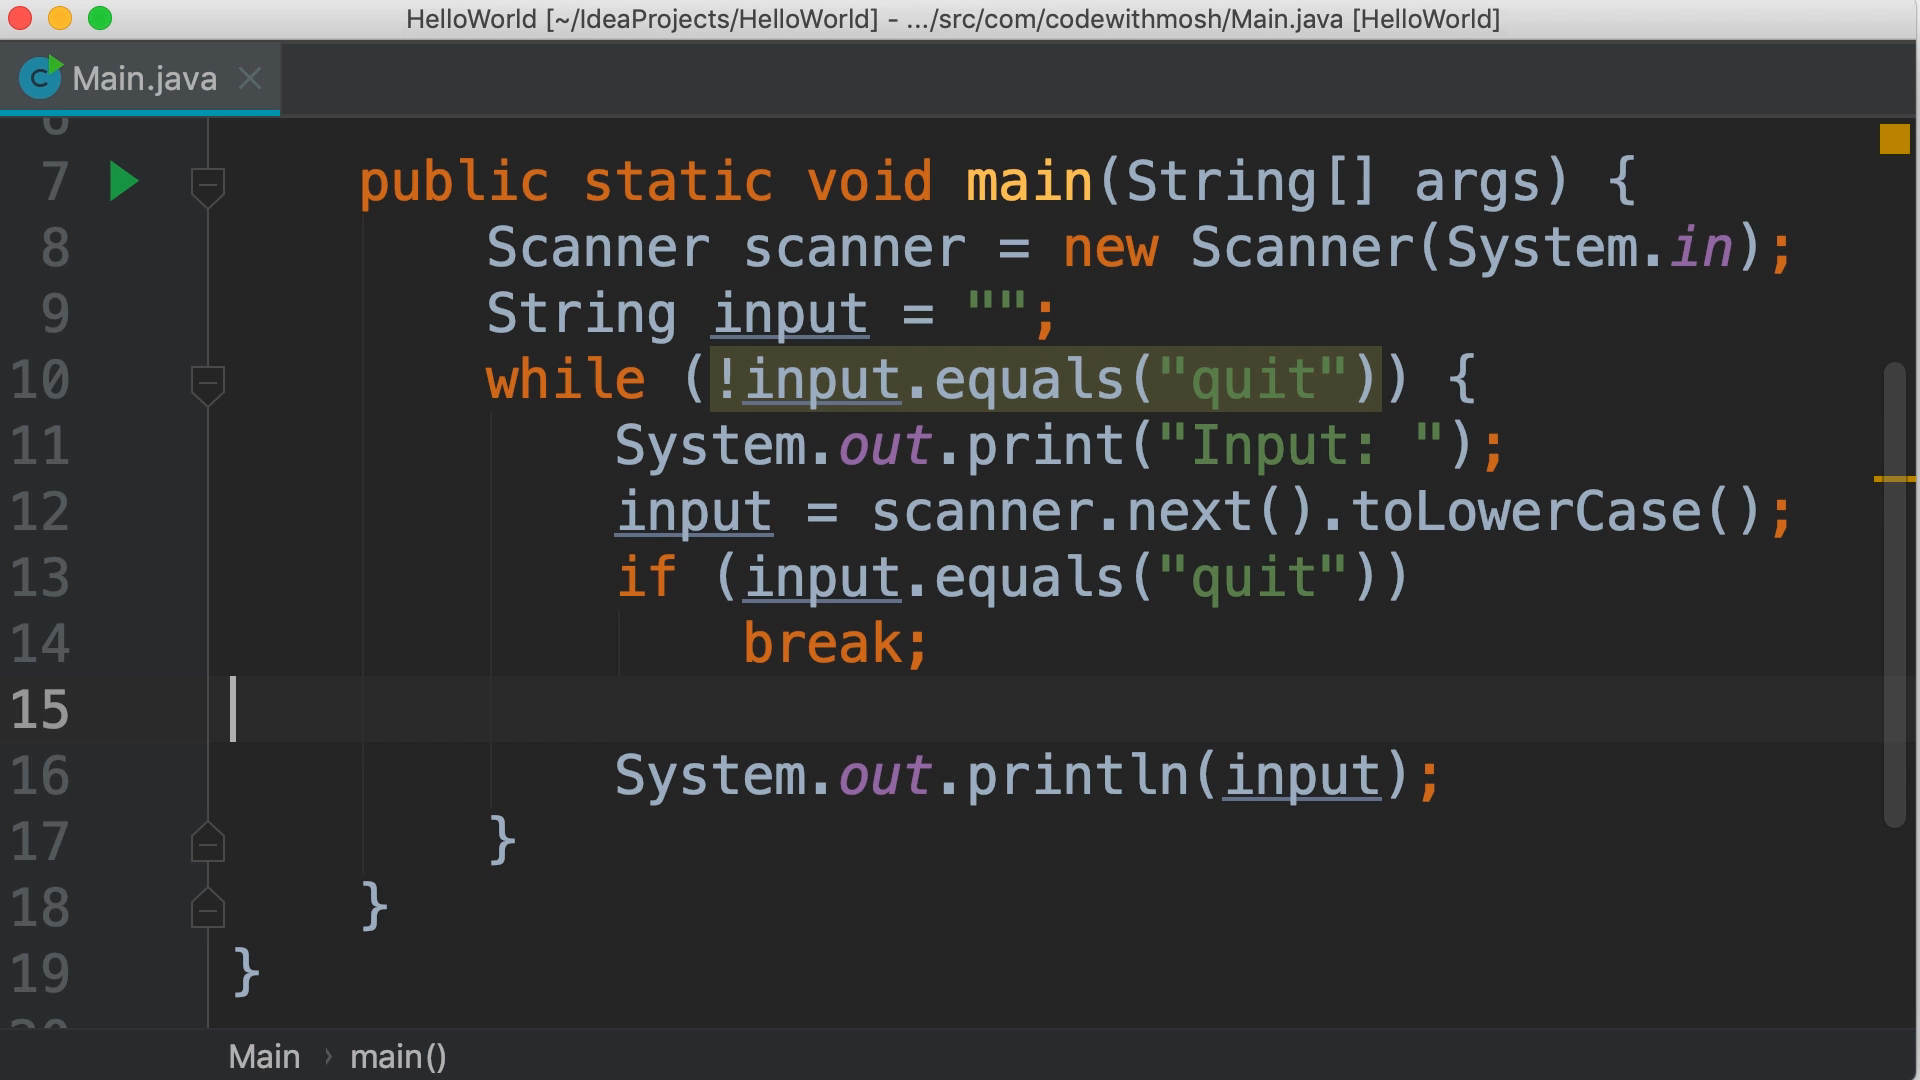 HelloWorld [~/IdeaProjects/HelloWorld] - .../src/com/codewithmosh/Main.java [HelloWorld]
C Main.java
7 public static void main(String[] args) {
8 Scanner scanner = new Scanner(System.in);
9 String input = "";
10 while (!input.equals("quit")) {
11 System.out.print("Input: ");
12 input = scanner.next().toLowerCase();
13 if (input.equals("quit"))
14 break;
15
16 System.out.println(input);
17 }
18 }
19 }
Main › main()